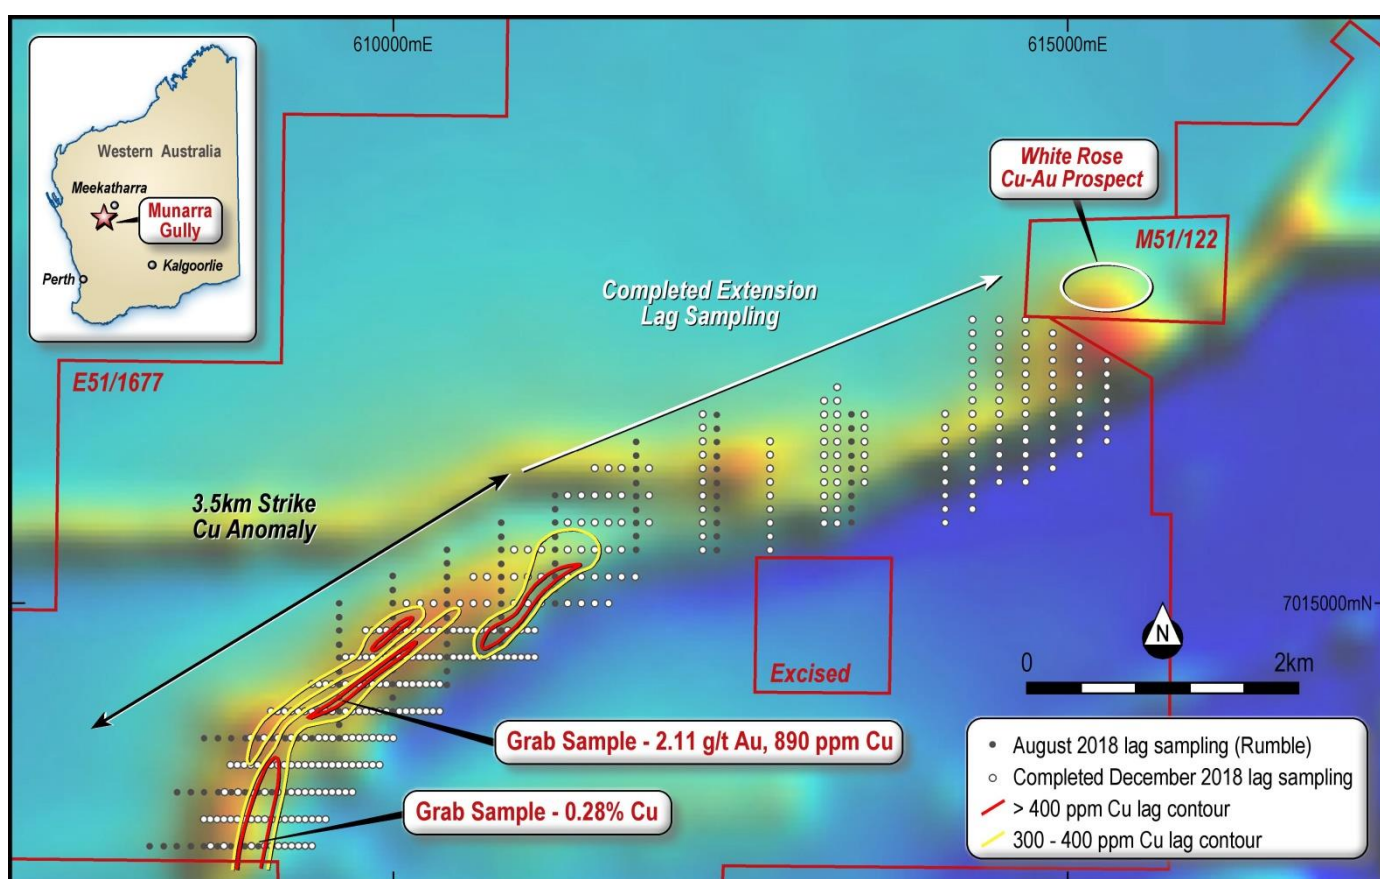 610000mE
615000mE
Western Australia
Meekatharra
Munarra
Gully
Perth
Kalgoorlie
White Rose
Cu-Au Prospect
M51/122
Completed Extension
Lag Sampling
E51/1677
3.5km Strike
Cu Anomaly
7015000mN
N
Excised
0
2km
Grab Sample - 2.11 g/t Au, 890 ppm Cu
Grab Sample - 0.28% Cu
August 2018 lag sampling (Rumble)
Completed December 2018 lag sampling
> 400 ppm Cu lag contour
300 - 400 ppm Cu lag contour